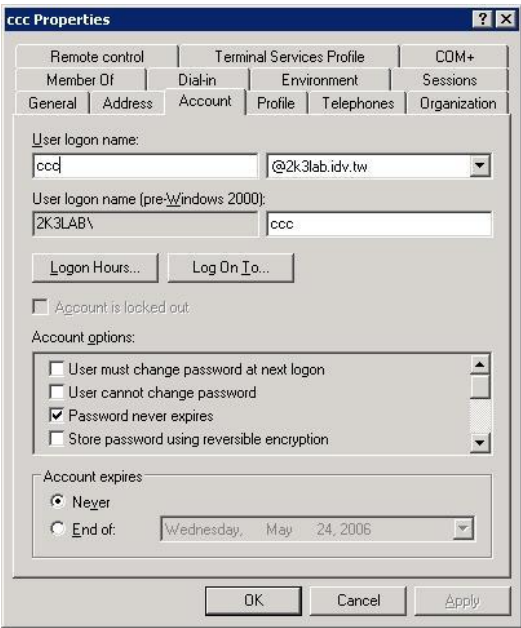 ccc Properties
Remote control Terminal Services Profile COM+
Member Of Dial-in Environment Sessions
General Address Account Profile Telephones Organization
User logon name:
ccc @2k3lab.idv.tw
User logon name (pre-Windows 2000):
2K3LAB\ ccc
Logon Hours... Log On To...
Account is locked out
Account options:
User must change password at next logon
User cannot change password
Password never expires
Store password using reversible encryption
Account expires
Never
End of: Wednesday, May 24, 2006
OK Cancel Apply